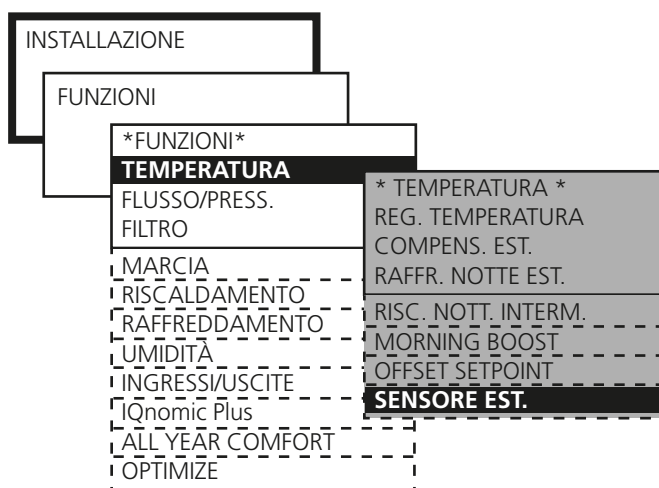 INSTALLAZIONE
FUNZIONI
*FUNZIONI*
TEMPERATURA
FLUSSO/PRESS.
FILTRO
MARCIA
RISCALDAMENTO
RAFFREDDAMENTO
UMIDITÀ
INGRESSI/USCITE
IQnomic Plus
ALL YEAR COMFORT
OPTIMIZE
* TEMPERATURA *
REG. TEMPERATURA
COMPENS. EST.
RAFFR. NOTTE EST.
RISC. NOTT. INTERM.
MORNING BOOST
OFFSET SETPOINT
SENSORE EST.